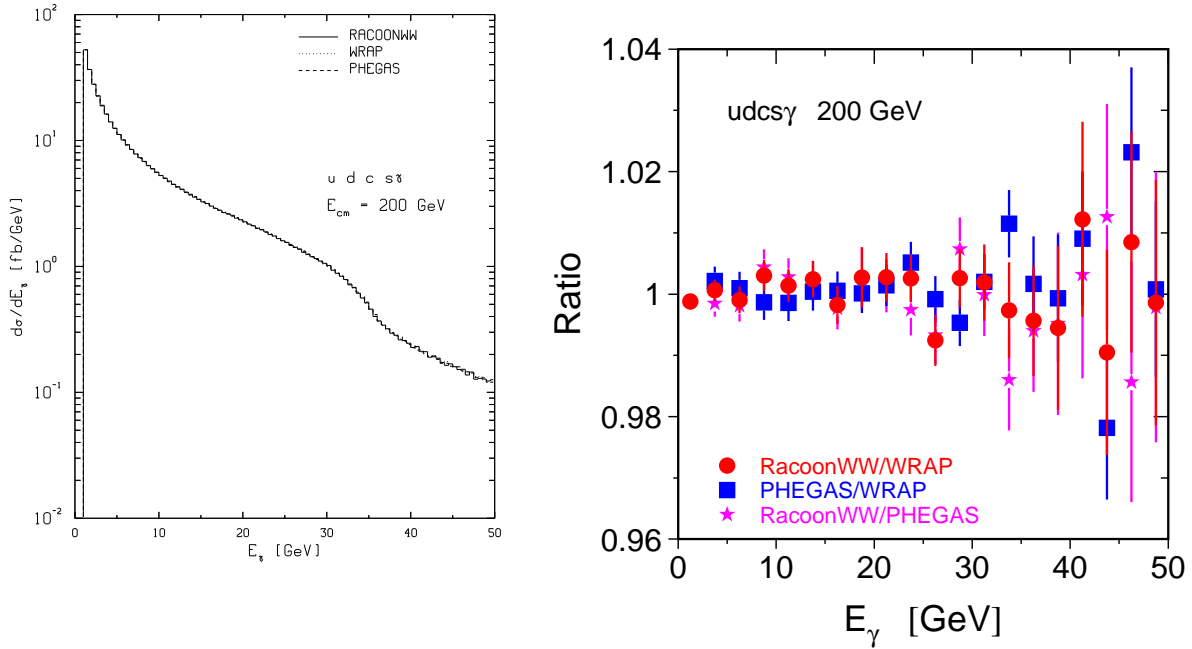 10²
RACOONWW
WRAP
PHEGAS
10¹
u d c sγ
E_cm = 200 GeV
10⁰
10⁻¹
10⁻²
dσ/dE_γ [fb/GeV]
0 10 20 30 40 50
E_γ [GeV]
1.04
udcsγ 200 GeV
1.02
1
0.98
0.96
Ratio
RacoonWW/WRAP
PHEGAS/WRAP
RacoonWW/PHEGAS
0 10 20 30 40 50
E_γ [GeV]